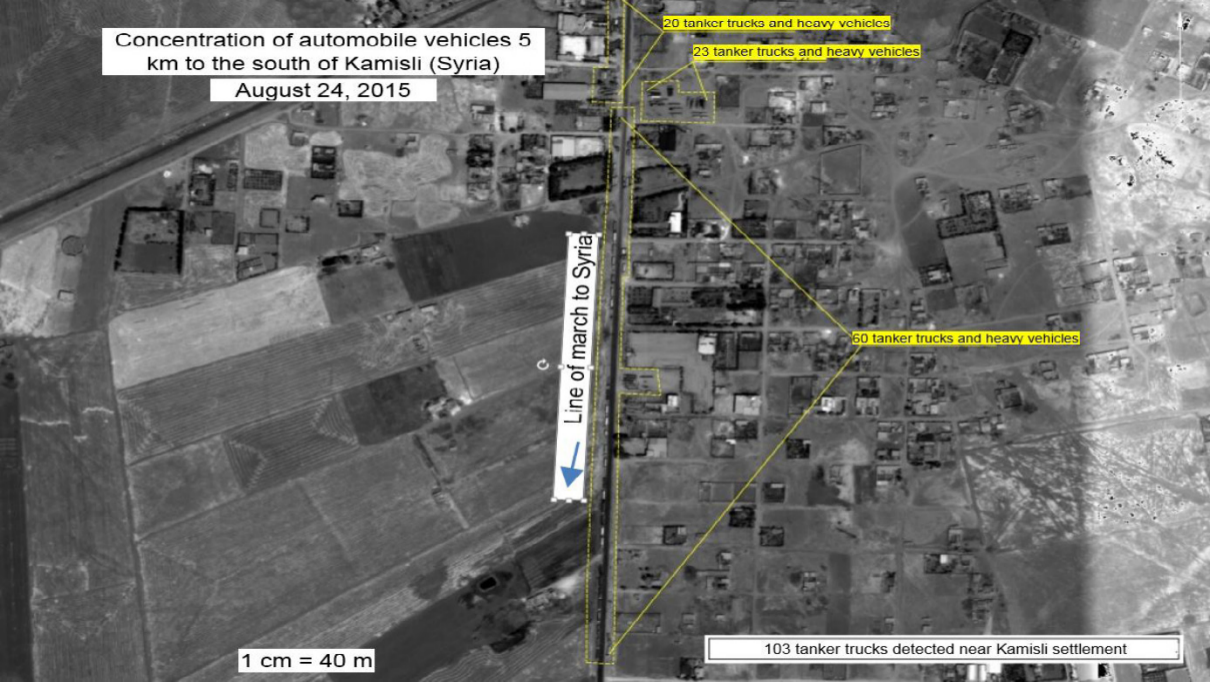 20 tanker trucks and heavy vehicles
Concentration of automobile vehicles 5
km to the south of Kamisli (Syria)
August 24, 2015
23 tanker trucks and heavy vehicles
Line of march to Syria
60 tanker trucks and heavy vehicles
103 tanker trucks detected near Kamisli settlement
1 cm = 40 m